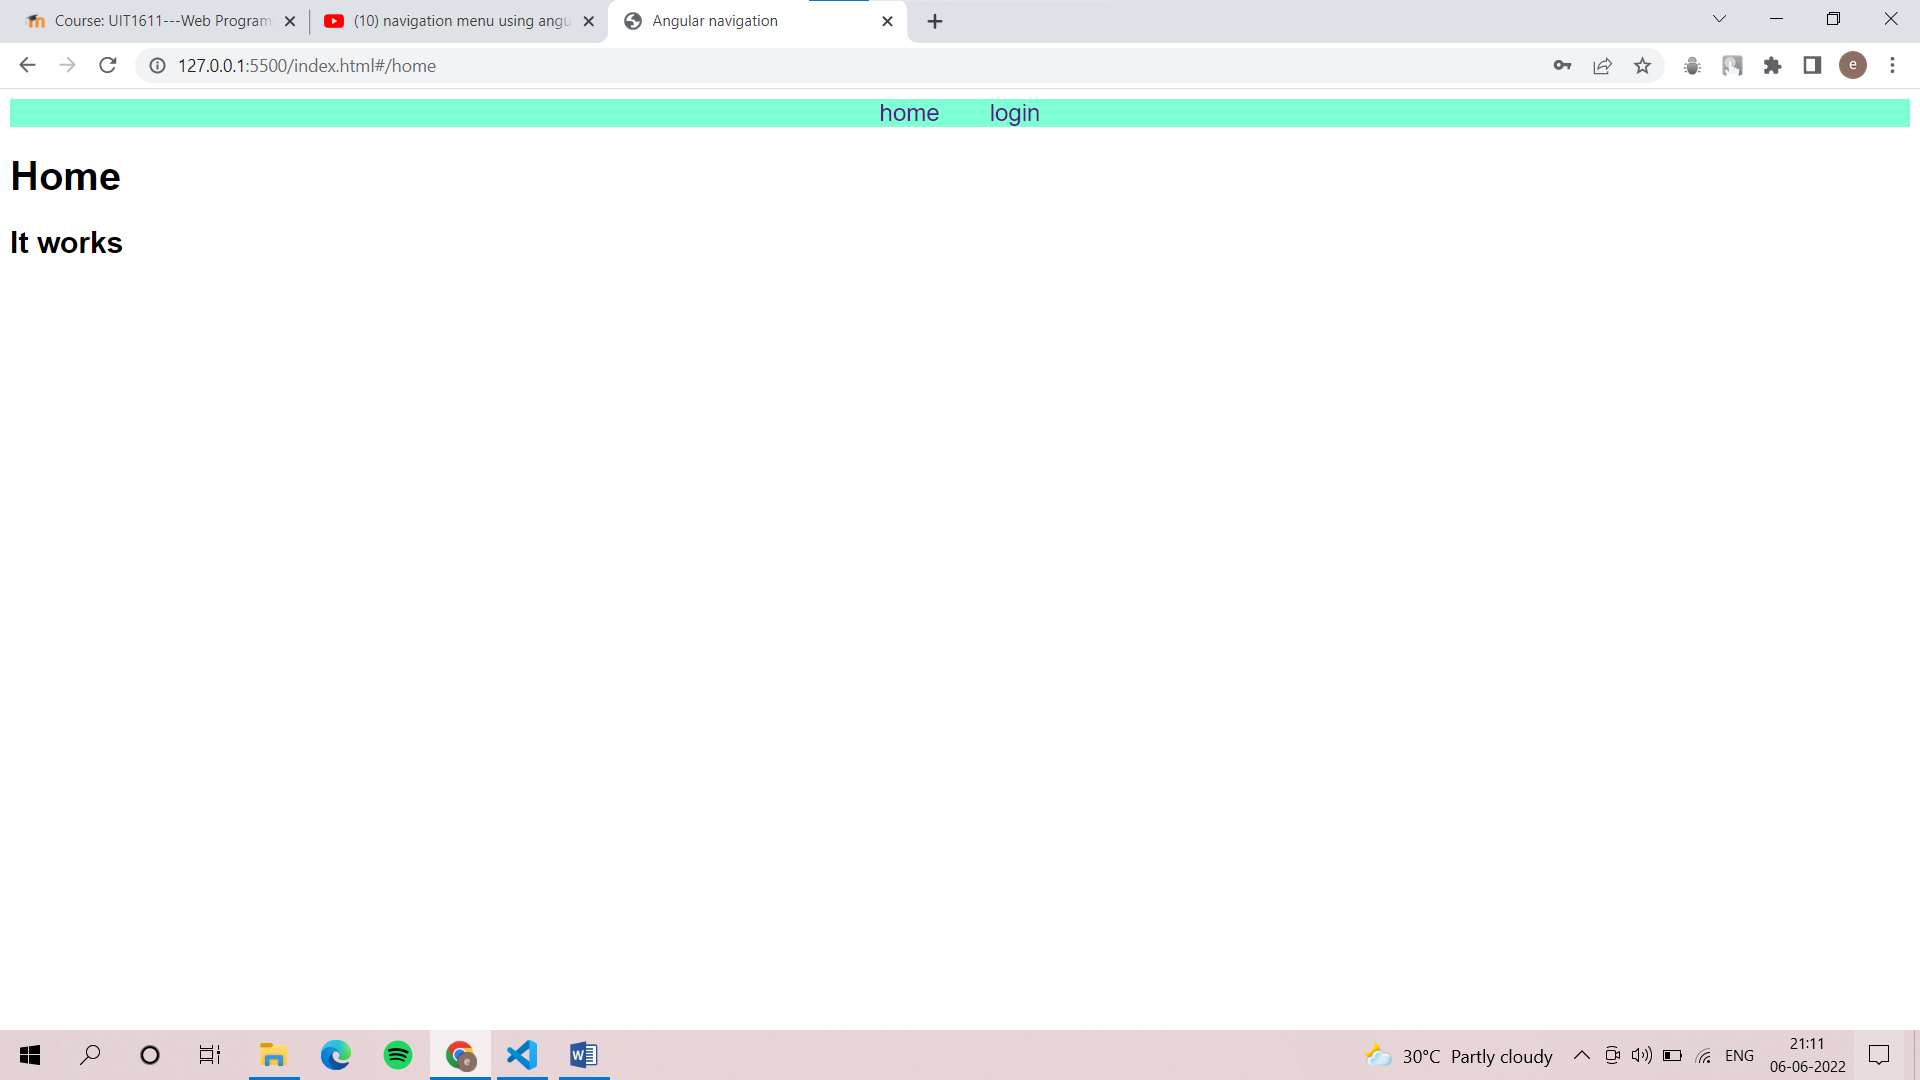 Course: UIT1611---Web Program
(10) navigation menu using angu
Angular navigation
127.0.0.1:5500/index.html#/home
e
home login
Home
It works
30°C Partly cloudy
ENG
21:11
06-06-2022